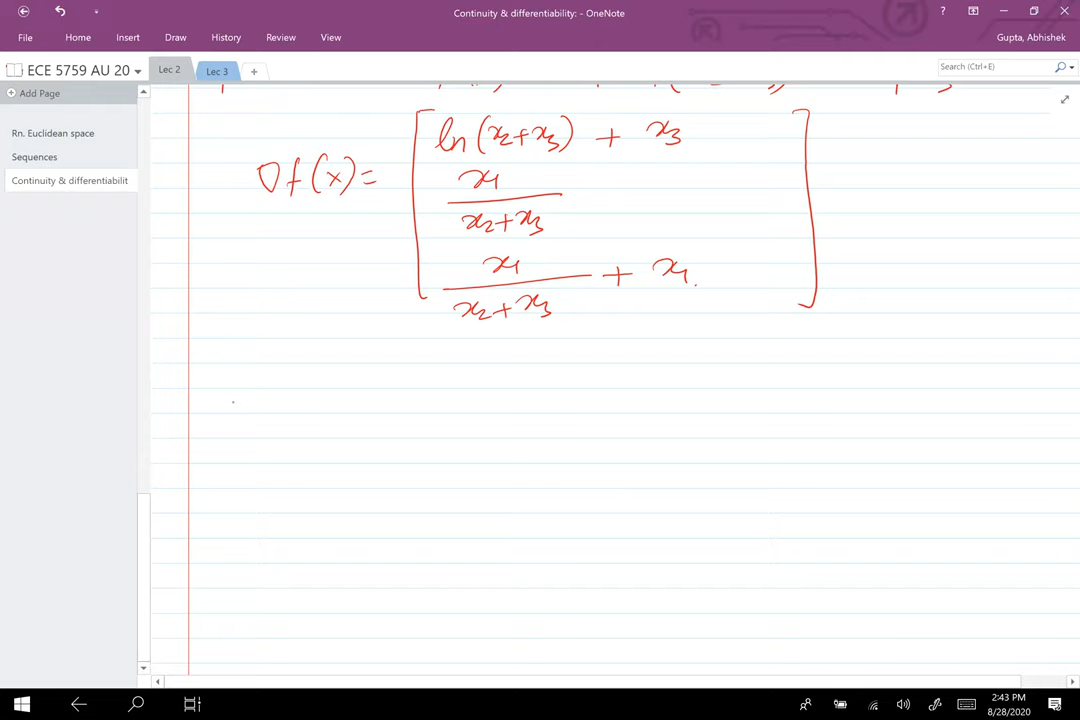 Continuity & differentiability: - OneNote
?
File Home Insert Draw History Review View
Gupta, Abhishek
ECE 5759 AU 20
Lec 2
Lec 3
+
Search (Ctrl+E)
Add Page
Rn. Euclidean space
Sequences
Continuity & differentiabilit
∇f(x) =
ln(x2+x3) + x3
x1
x2+x3
x1 + x1.
x2+x3
2:43 PM
8/28/2020